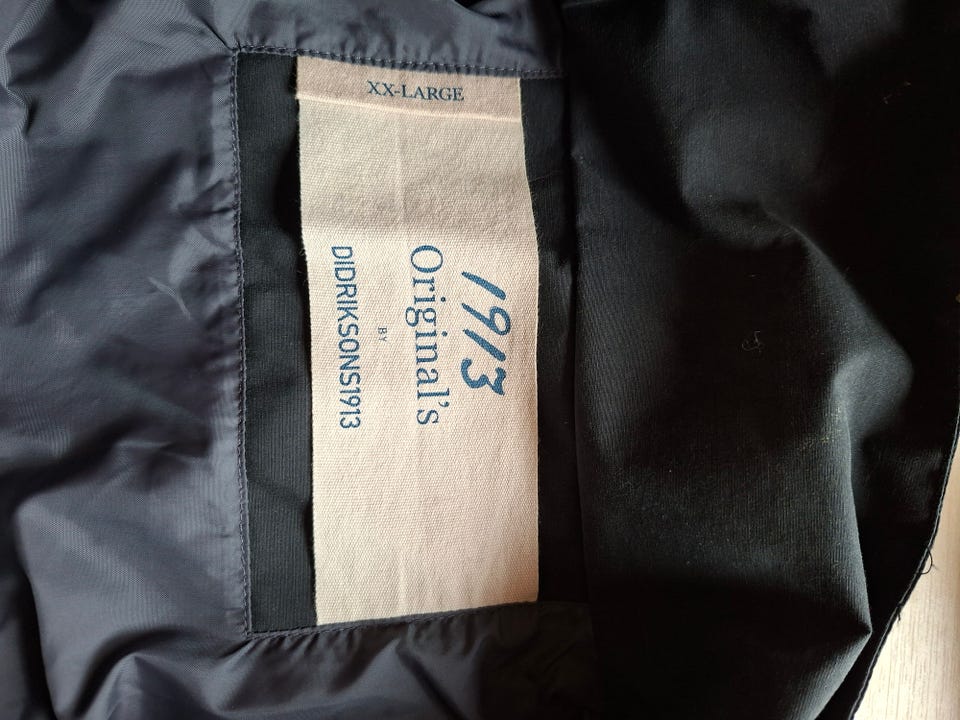 XX-LARGE
1913
Original's
BY
DIDRIKSONS1913